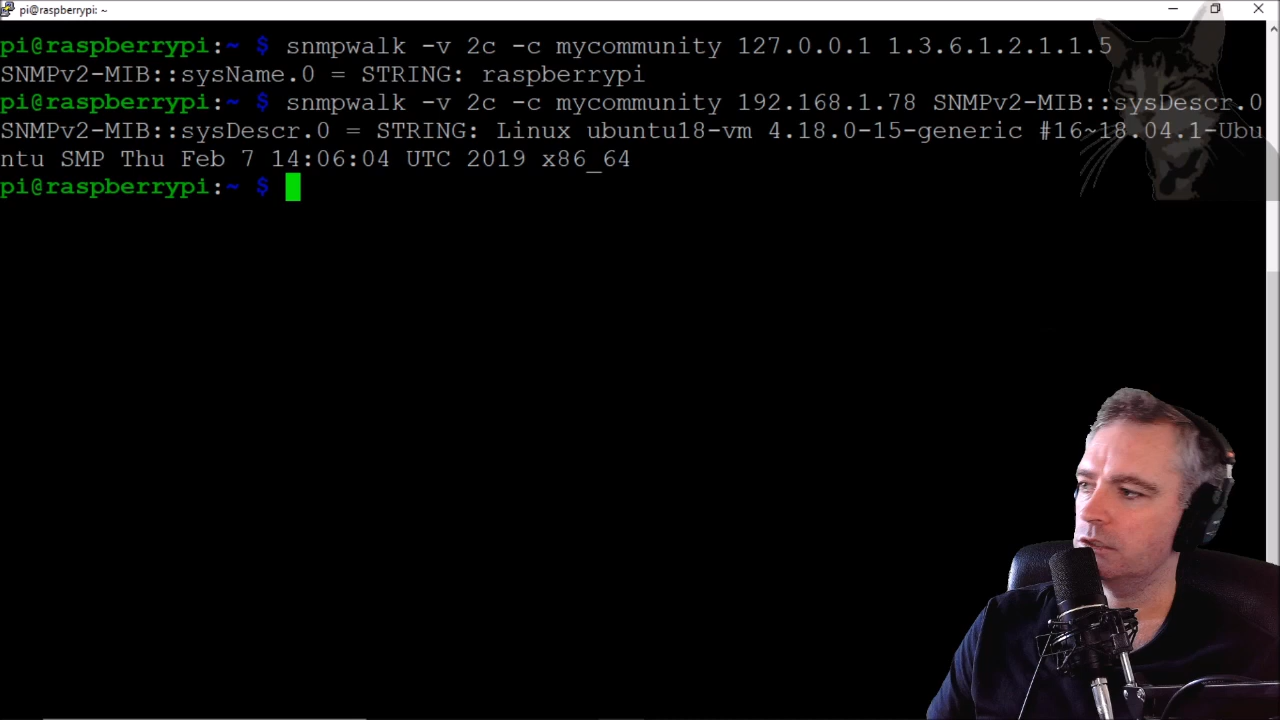 pi@raspberrypi: ~
pi@raspberrypi:~ $ snmpwalk -v 2c -c mycommunity 127.0.0.1 1.3.6.1.2.1.1.5
SNMPv2-MIB::sysName.0 = STRING: raspberrypi
pi@raspberrypi:~ $ snmpwalk -v 2c -c mycommunity 192.168.1.78 SNMPv2-MIB::sysDescr.0
SNMPv2-MIB::sysDescr.0 = STRING: Linux ubuntu18-vm 4.18.0-15-generic #16~18.04.1-Ubu
ntu SMP Thu Feb 7 14:06:04 UTC 2019 x86_64
pi@raspberrypi:~ $